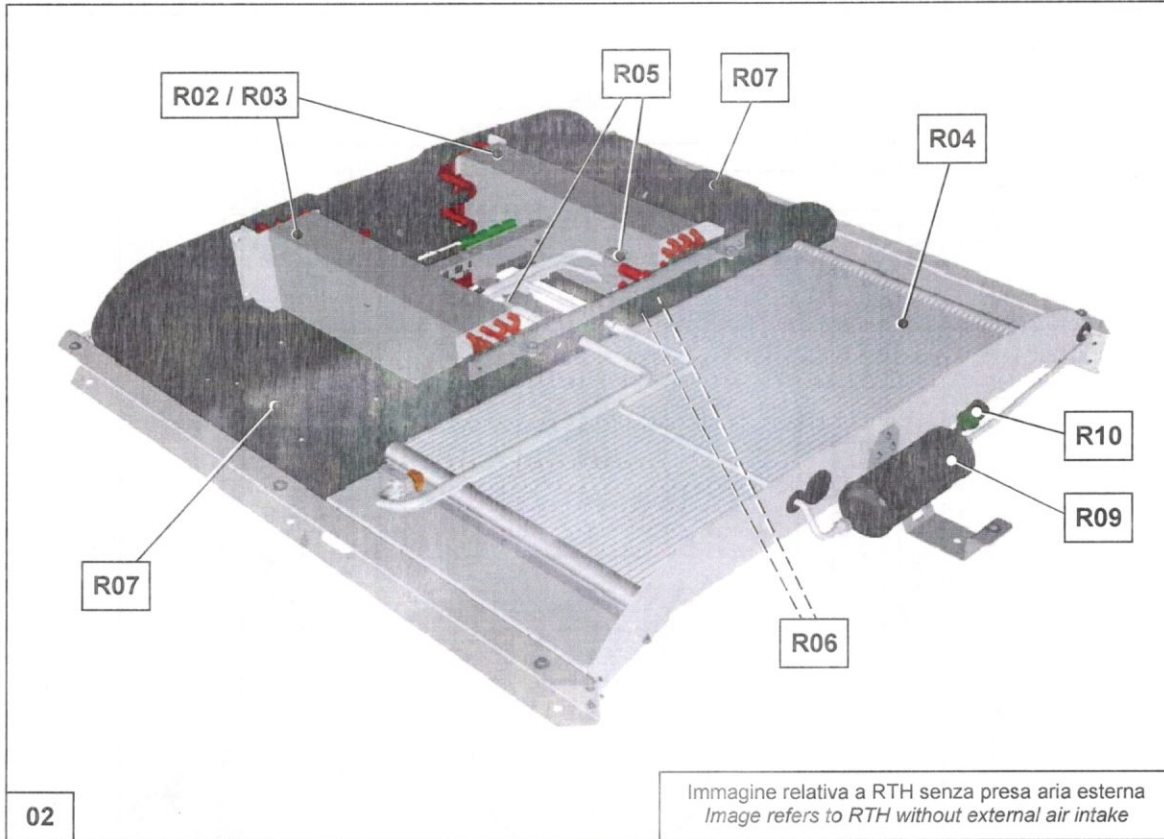 R05
R07
R02 / R03
R04
R10
R09
R07
R06
02
Immagine relativa a RTH senza presa aria esterna
Image refers to RTH without external air intake